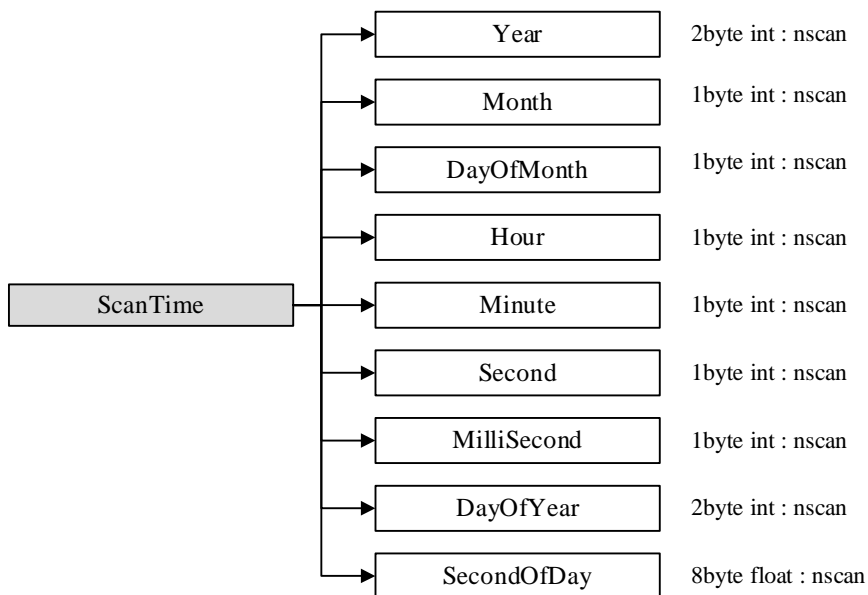 Year 2byte int : nscan
Month 1byte int : nscan
DayOfMonth 1byte int : nscan
Hour 1byte int : nscan
ScanTime
Minute 1byte int : nscan
Second 1byte int : nscan
MilliSecond 1byte int : nscan
DayOfYear 2byte int : nscan
SecondOfDay 8byte float : nscan